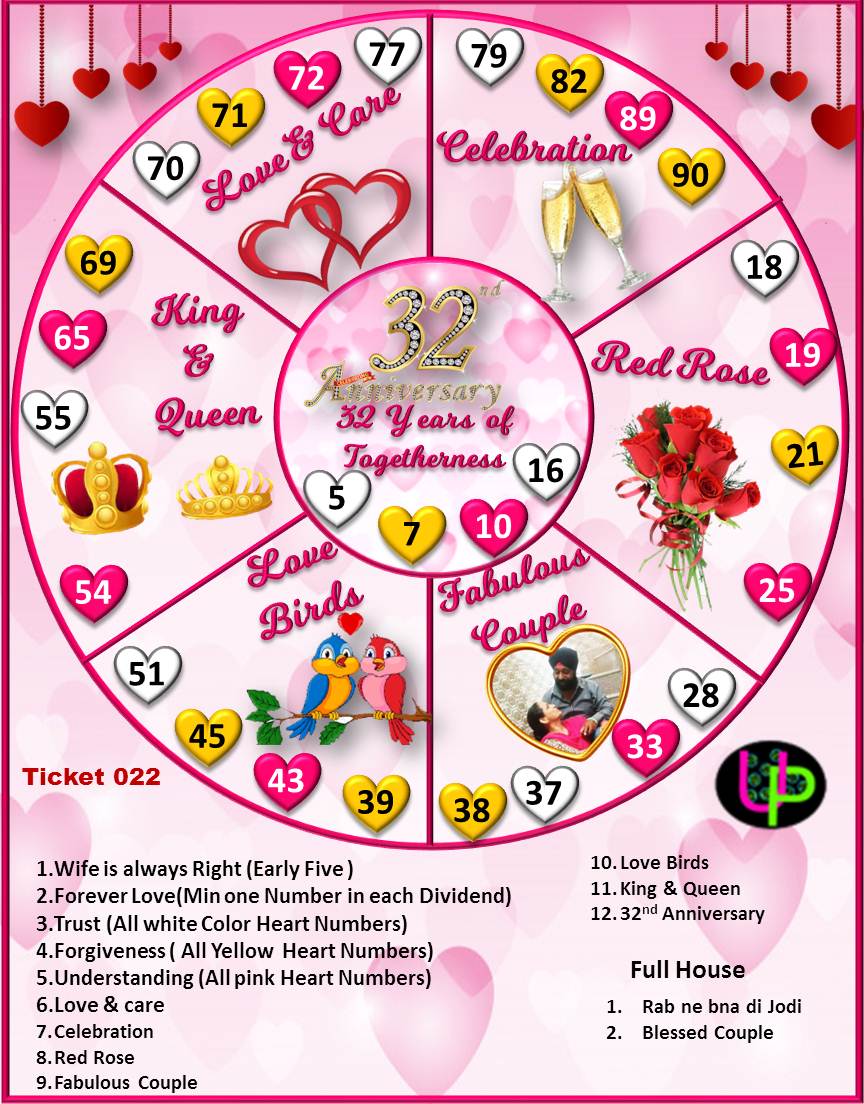 77
72
71
70
Love & Care
79
82
89
90
Celebration
69
65
55
54
King
&
Queen
18
19
21
25
Red Rose
32nd
Anniversary
32 Years of
Togetherness
5
7
10
16
Love
Birds
51
45
43
39
Fabulous
Couple
28
33
37
38
Ticket 022
UP
1.Wife is always Right (Early Five )
2.Forever Love(Min one Number in each Dividend)
3.Trust (All white Color Heart Numbers)
4.Forgiveness ( All Yellow Heart Numbers)
5.Understanding (All pink Heart Numbers)
6.Love & care
7.Celebration
8.Red Rose
9.Fabulous Couple
10. Love Birds
11. King & Queen
12. 32nd Anniversary
Full House
1. Rab ne bna di Jodi
2. Blessed Couple